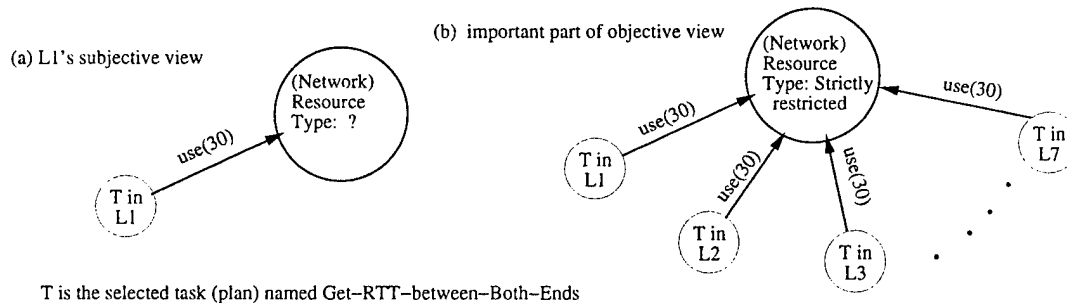 (a) L1's subjective view
(Network)
Resource
Type: ?
use(30)
T in
L1
(b) important part of objective view
(Network)
Resource
Type: Strictly
restricted
use(30)
use(30)
use(30)
use(30)
T in
L1
T in
L2
T in
L3
T in
L7
T is the selected task (plan) named Get-RTT-between-Both-Ends